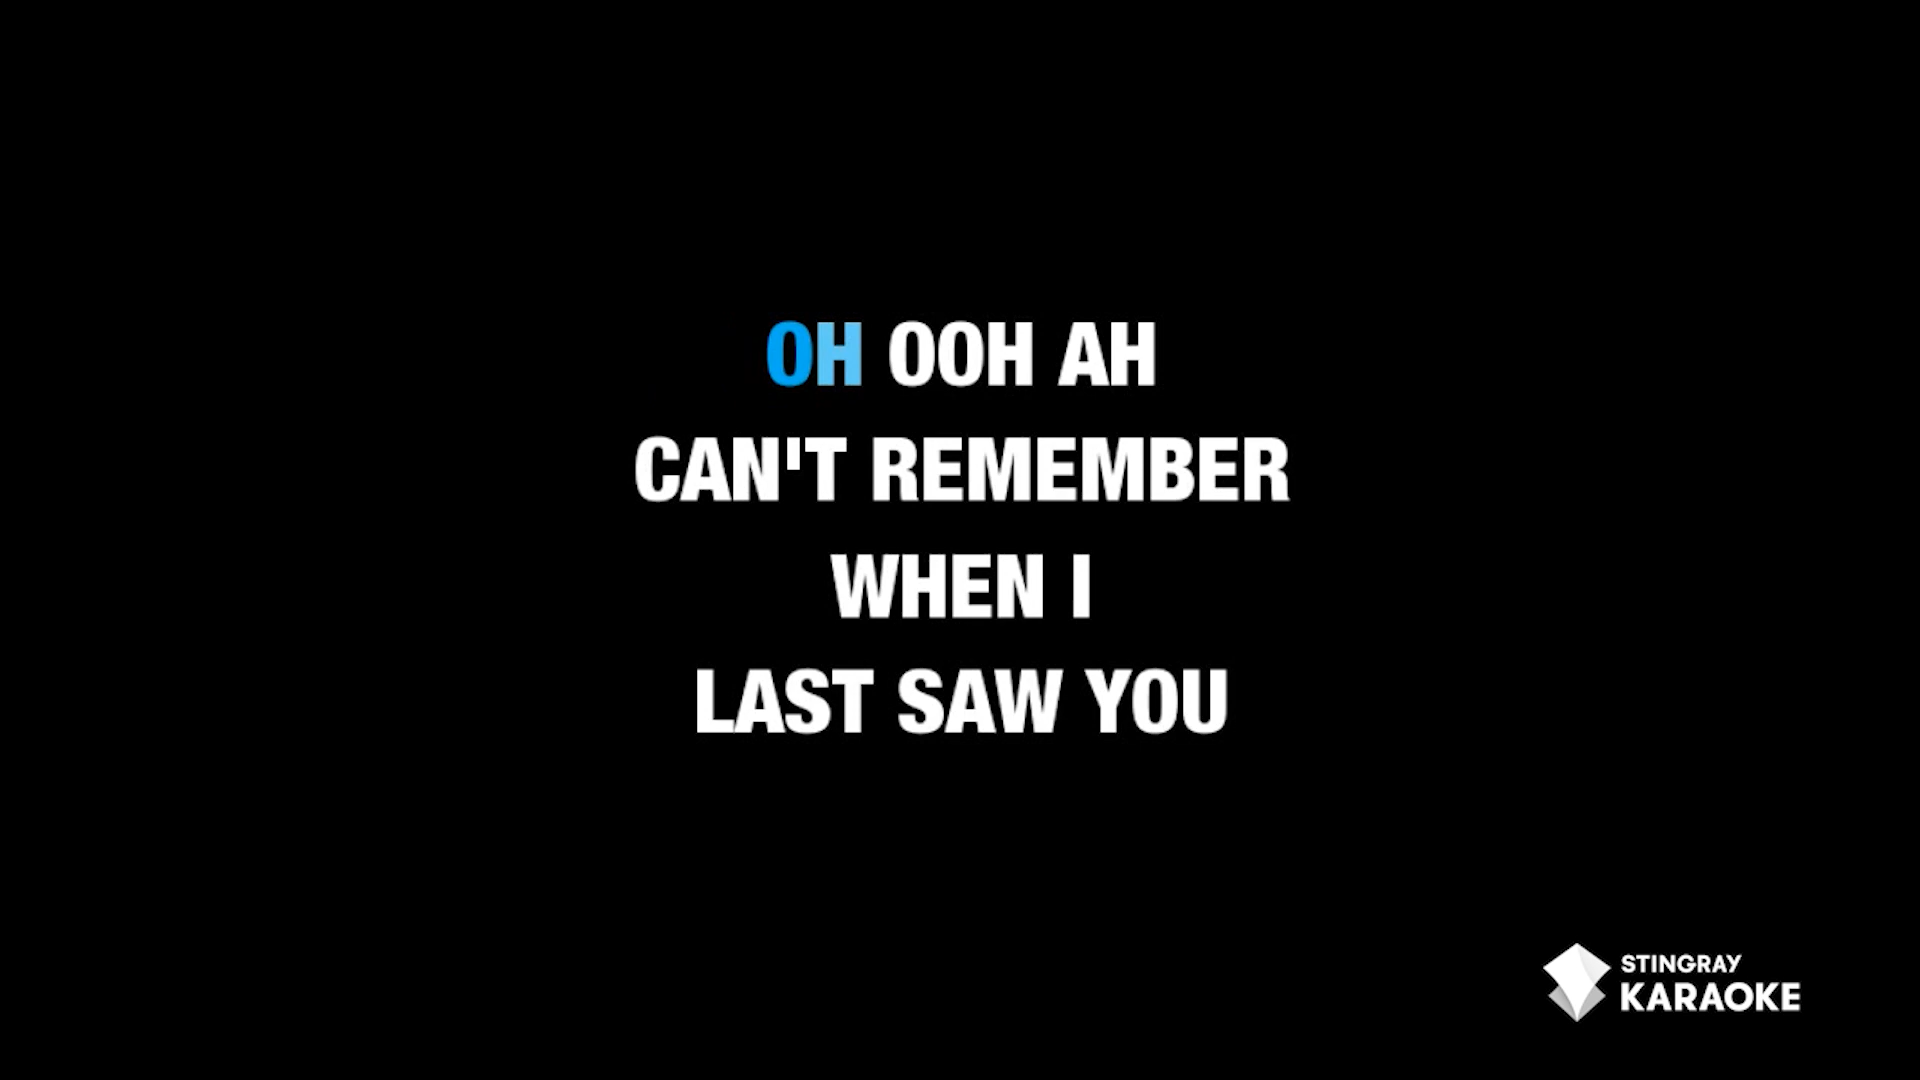 OH OOH AH
CAN'T REMEMBER
WHEN I
LAST SAW YOU
STINGRAY
KARAOKE